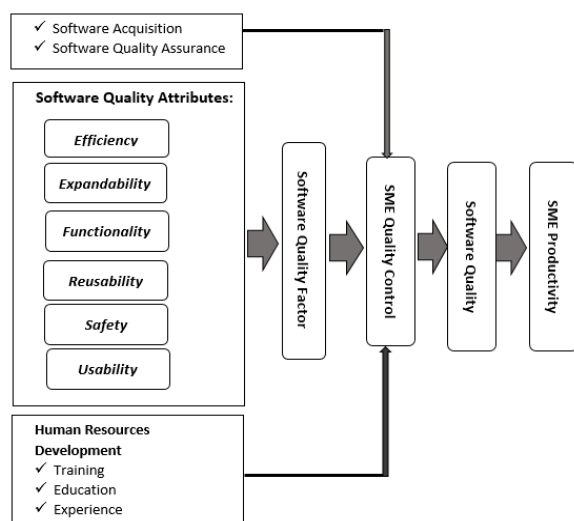 ✓ Software Acquisition
✓ Software Quality Assurance
Software Quality Attributes:
Efficiency
Expandability
Functionality
Reusability
Safety
Usability
Software Quality Factor
SME Quality Control
Software Quality
SME Productivity
Human Resources
Development
✓ Training
✓ Education
✓ Experience